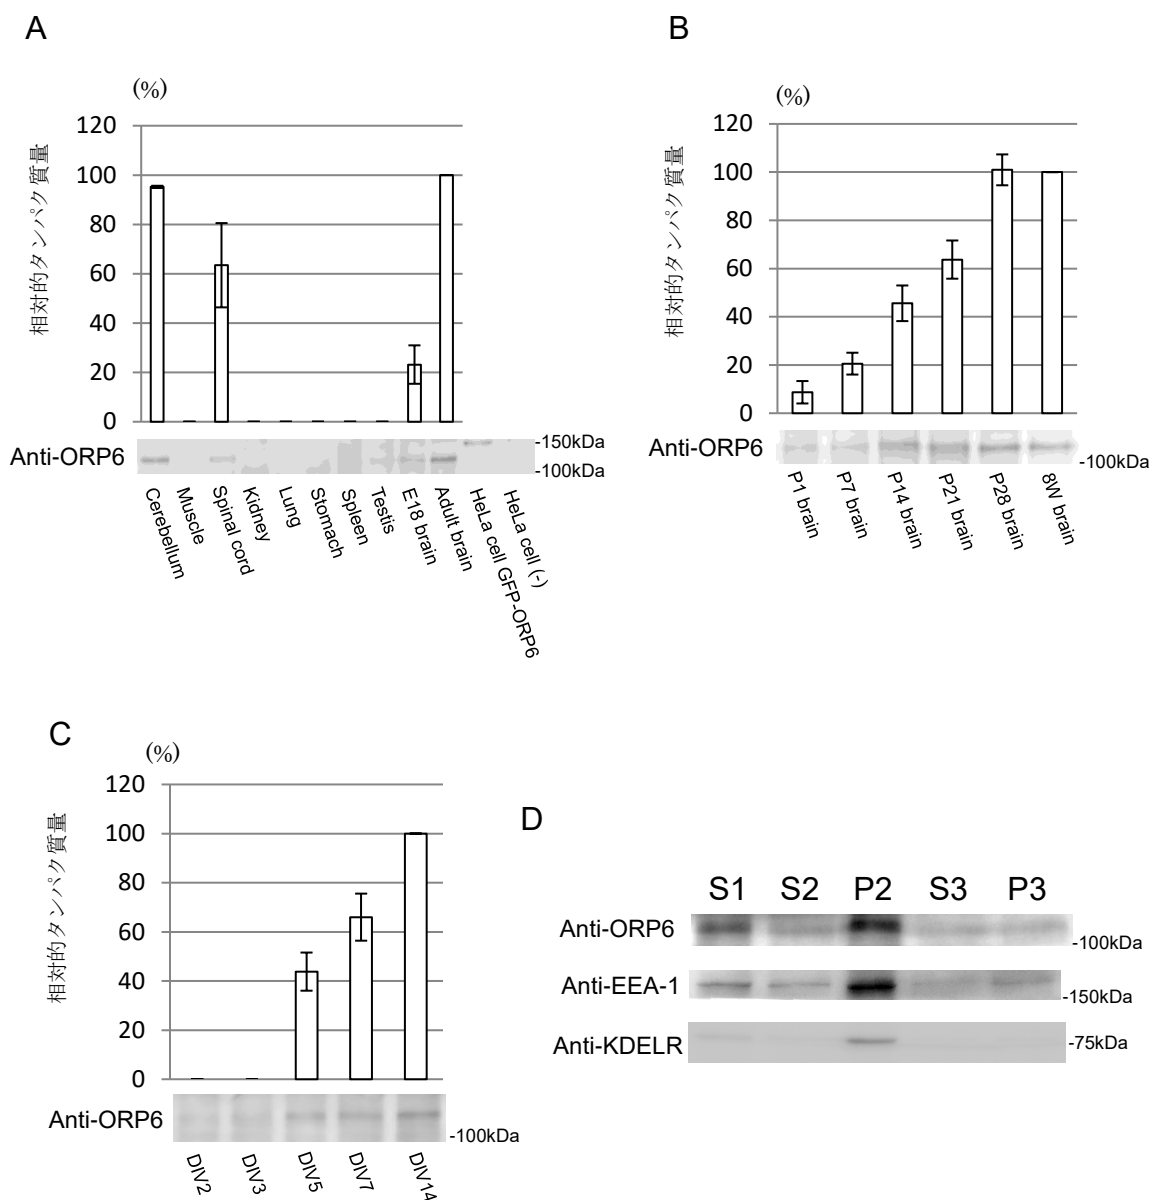 A
(%)
相対的タンパク質量
120
100
80
60
40
20
0
Anti-ORP6
-150kDa
-100kDa
Cerebellum
Muscle
Spinal cord
Kidney
Lung
Stomach
Spleen
Testis
E18 brain
Adult brain
HeLa cell GFP-ORP6
HeLa cell (-)
B
(%)
相対的タンパク質量
120
100
80
60
40
20
0
Anti-ORP6
-100kDa
P1 brain
P7 brain
P14 brain
P21 brain
P28 brain
8W brain
C
(%)
相対的タンパク質量
120
100
80
60
40
20
0
Anti-ORP6
-100kDa
DIV2
DIV3
DIV5
DIV7
DIV14
D
S1 S2 P2 S3 P3
Anti-ORP6
-100kDa
Anti-EEA-1
-150kDa
Anti-KDELR
-75kDa